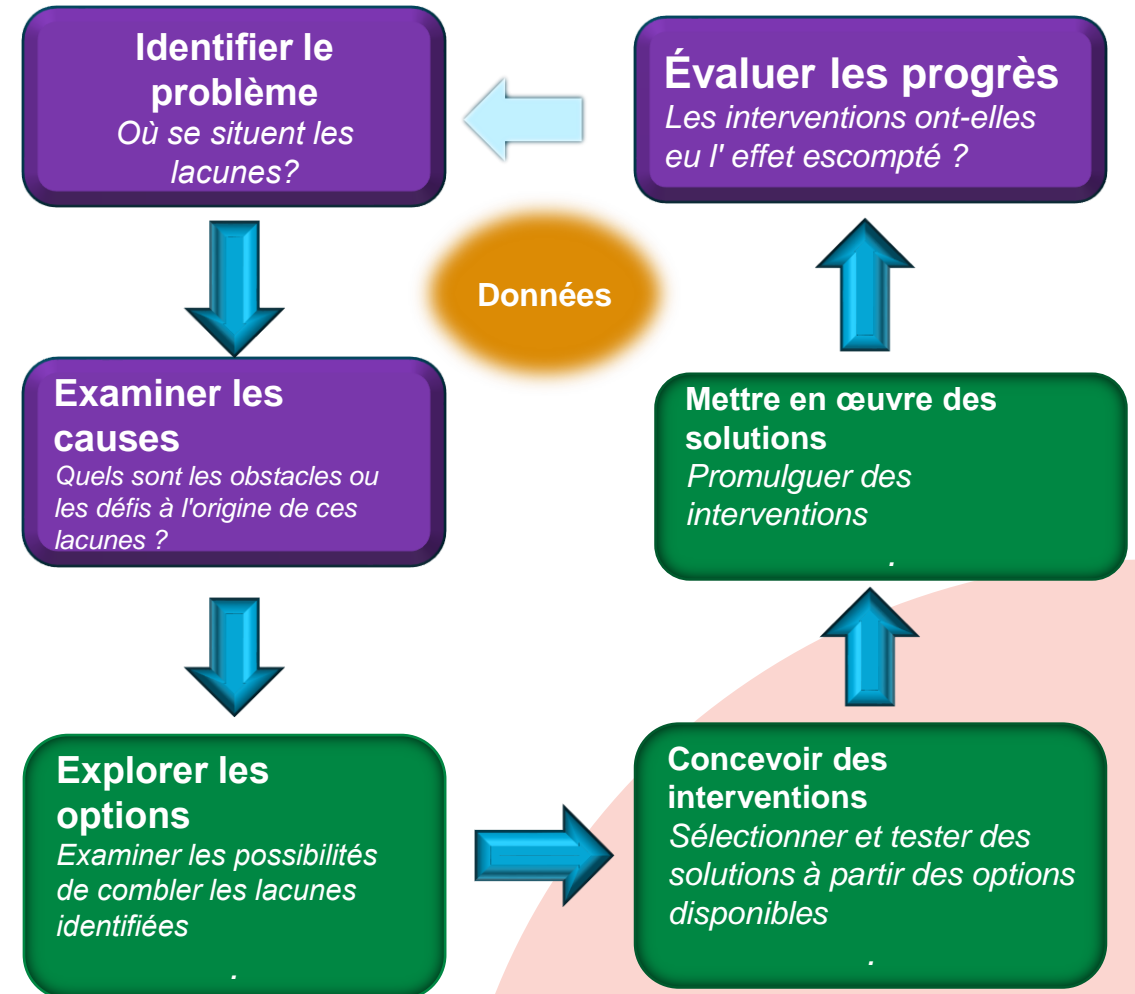 Identifier le
problème
Où se situent les
lacunes?
Évaluer les progrès
Les interventions ont-elles
eu l' effet escompté ?
Données
Examiner les
causes
Quels sont les obstacles ou
les défis à l'origine de ces
lacunes ?
Mettre en œuvre des
solutions
Promulguer des
interventions
.
Explorer les
options
Examiner les possibilités
de combler les lacunes
identifiées
.
Concevoir des
interventions
Sélectionner et tester des
solutions à partir des options
disponibles
.